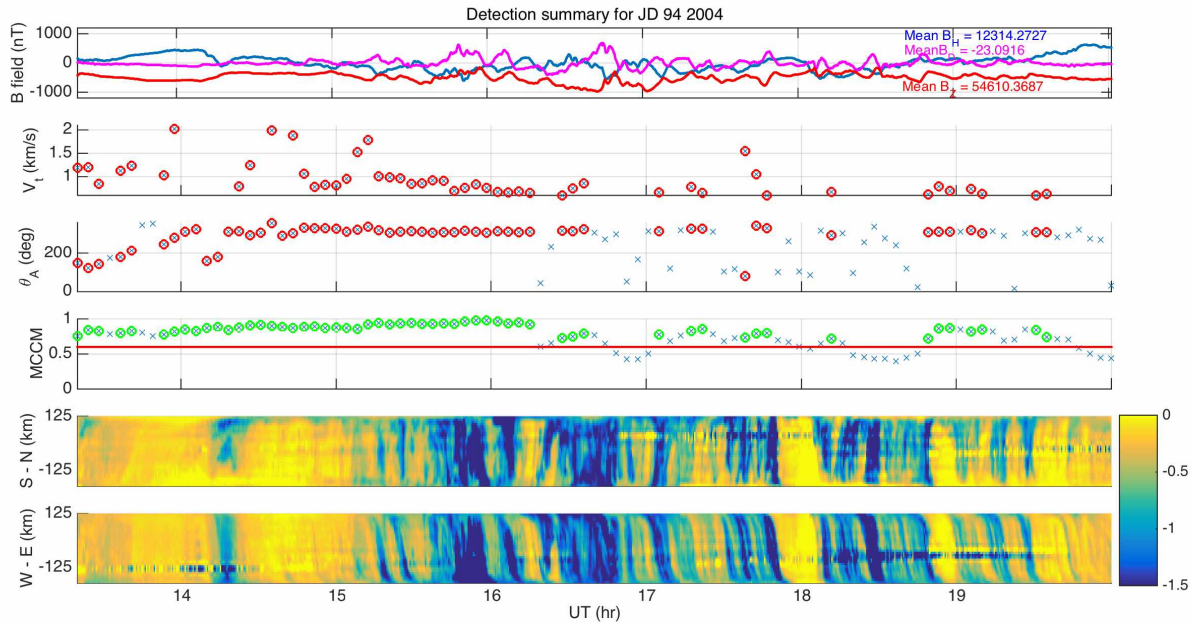 Detection summary for JD 94 2004
B field (nT)
1000
0
-1000
Mean B_H = 12314.2727
Mean B_D = -23.0916
Mean B_Z = 54610.3687
V_t (km/s)
2
1.5
1
θ_A (deg)
200
0
MCCM
1
0.5
0
S - N (km)
125
-125
W - E (km)
125
-125
0
-0.5
-1
-1.5
14 15 16 17 18 19
UT (hr)